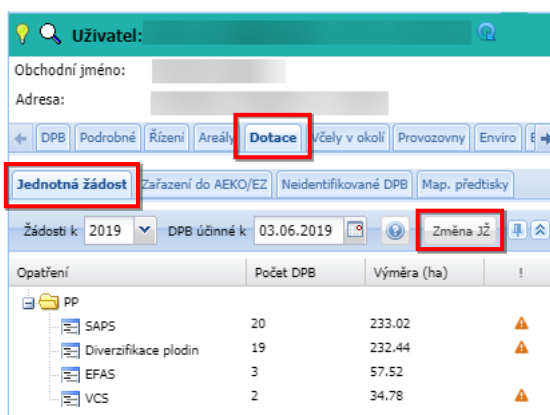 Uživatel:
Obchodní jméno:
Adresa:
DPB Podrobné Řízení Areály Dotace Včely v okolí Provozovny Enviro
Jednotná žádost Zařazení do AEKO/EZ Neidentifikované DPB Map. předtisky
Žádosti k 2019 DPB účinné k 03.06.2019 Změna JŽ
Opatření Počet DPB Výměra (ha) !
PP
SAPS 20 233.02
Diverzifikace plodin 19 232.44
EFAS 3 57.52
VCS 2 34.78